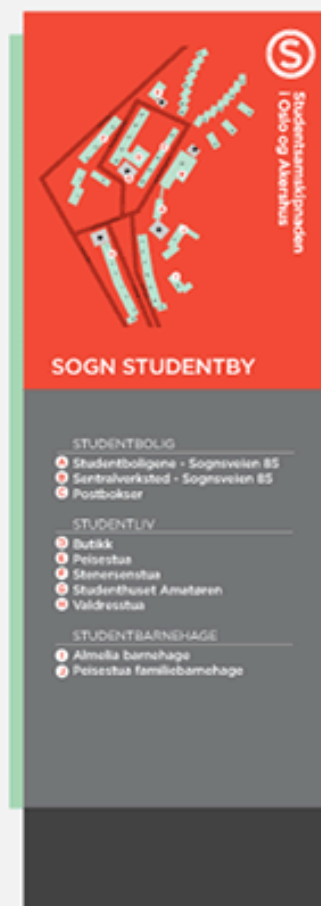 S
Studentsamskipnaden
i Oslo og Akershus
SOGN STUDENTBY
STUDENTBOLIG
A Studentboligene - Sognsveien 85
B Sentralverksted - Sognsveien 85
C Postbokser
STUDENTLIV
D Butikk
E Peisestua
F Stenersenstua
G Studenthuset Amatøren
H Valdresstua
STUDENTBARNEHAGE
I Almelia barnehage
J Peisestua familiebarnehage